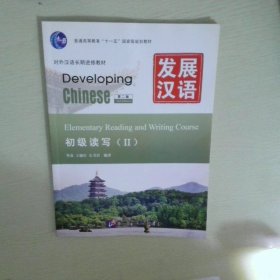 普通高等教育"十一五"国家级规划教材
对外汉语长期进修教材
发展
汉语
Developing
Chinese
第二版
Elementary Reading and Writing Course
初级读写（II）